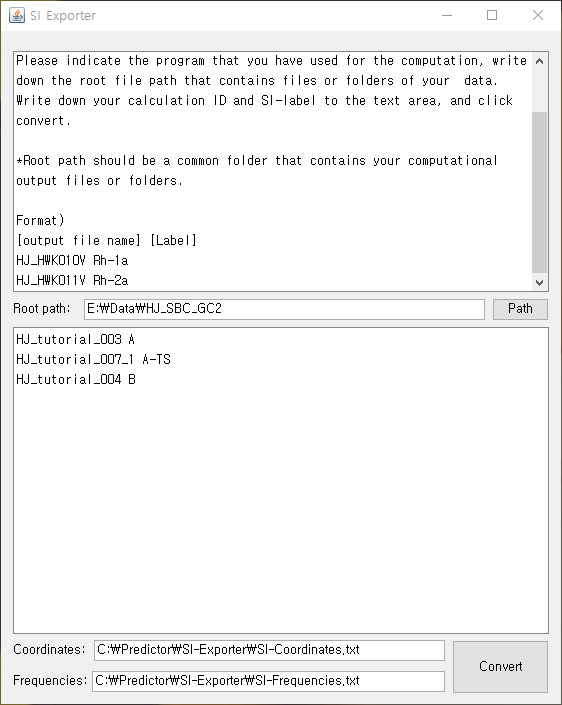 SI Exporter
Please indicate the program that you have used for the computation, write
down the root file path that contains files or folders of your  data.
Write down your calculation ID and SI-label to the text area, and click
convert.
*Root path should be a common folder that contains your computational
output files or folders.
Format)
[output file name] [Label]
HJ_HWK010V Rh-1a
HJ_HWK011V Rh-2a
Root path: E:₩Data₩HJ_SBC_GC2 Path
HJ_tutorial_003 A
HJ_tutorial_007_1 A-TS
HJ_tutorial_004 B
Coordinates: C:₩Predictor₩SI-Exporter₩SI-Coordinates.txt
Convert
Frequencies: C:₩Predictor₩SI-Exporter₩SI-Frequencies.txt